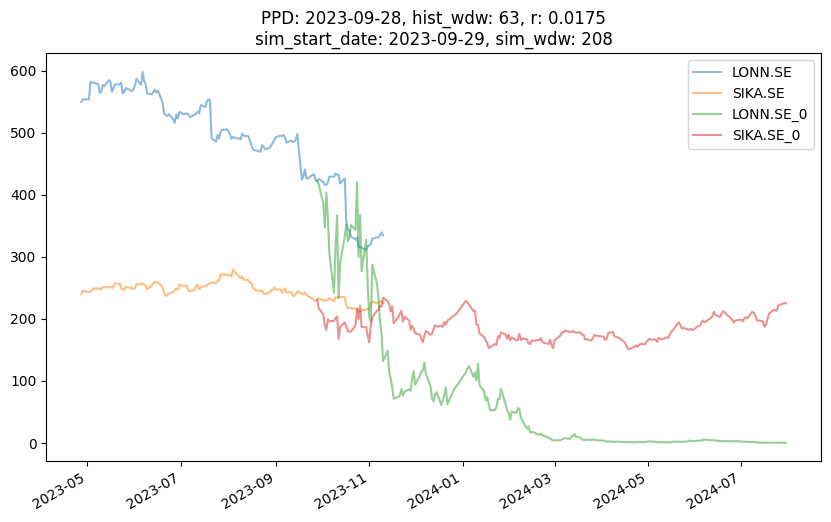 PPD: 2023-09-28, hist_wdw: 63, r: 0.0175
sim_start_date: 2023-09-29, sim_wdw: 208
LONN.SE
SIKA.SE
LONN.SE_0
SIKA.SE_0
600
500
400
300
200
100
0
2023-05
2023-07
2023-09
2023-11
2024-01
2024-03
2024-05
2024-07